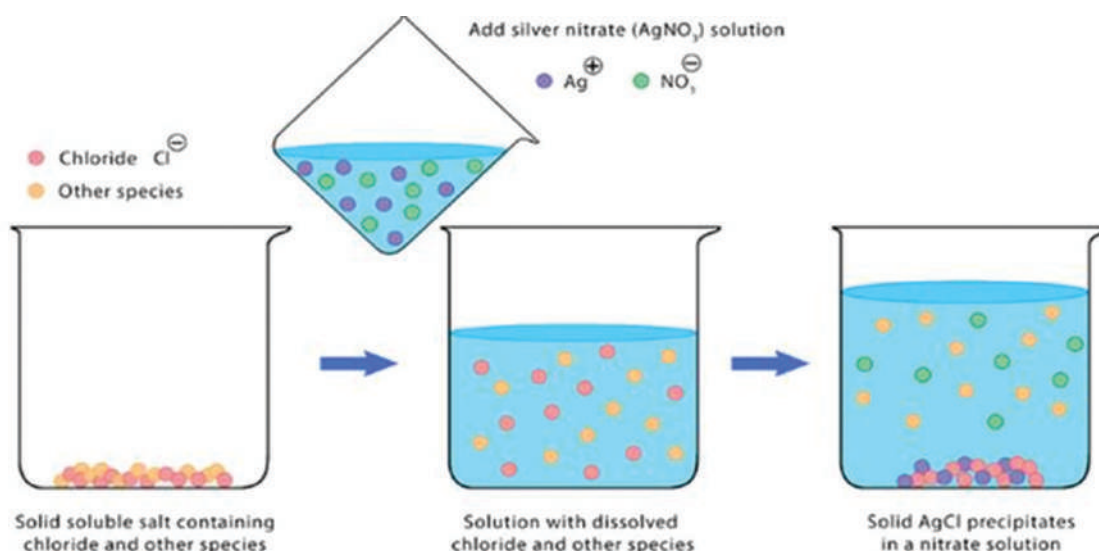 Add silver nitrate (AgNO₃) solution
Ag⊕ NO₃⊖
Chloride Cl⊖
Other species
Solid soluble salt containing
chloride and other species
Solution with dissolved
chloride and other species
Solid AgCl precipitates
in a nitrate solution